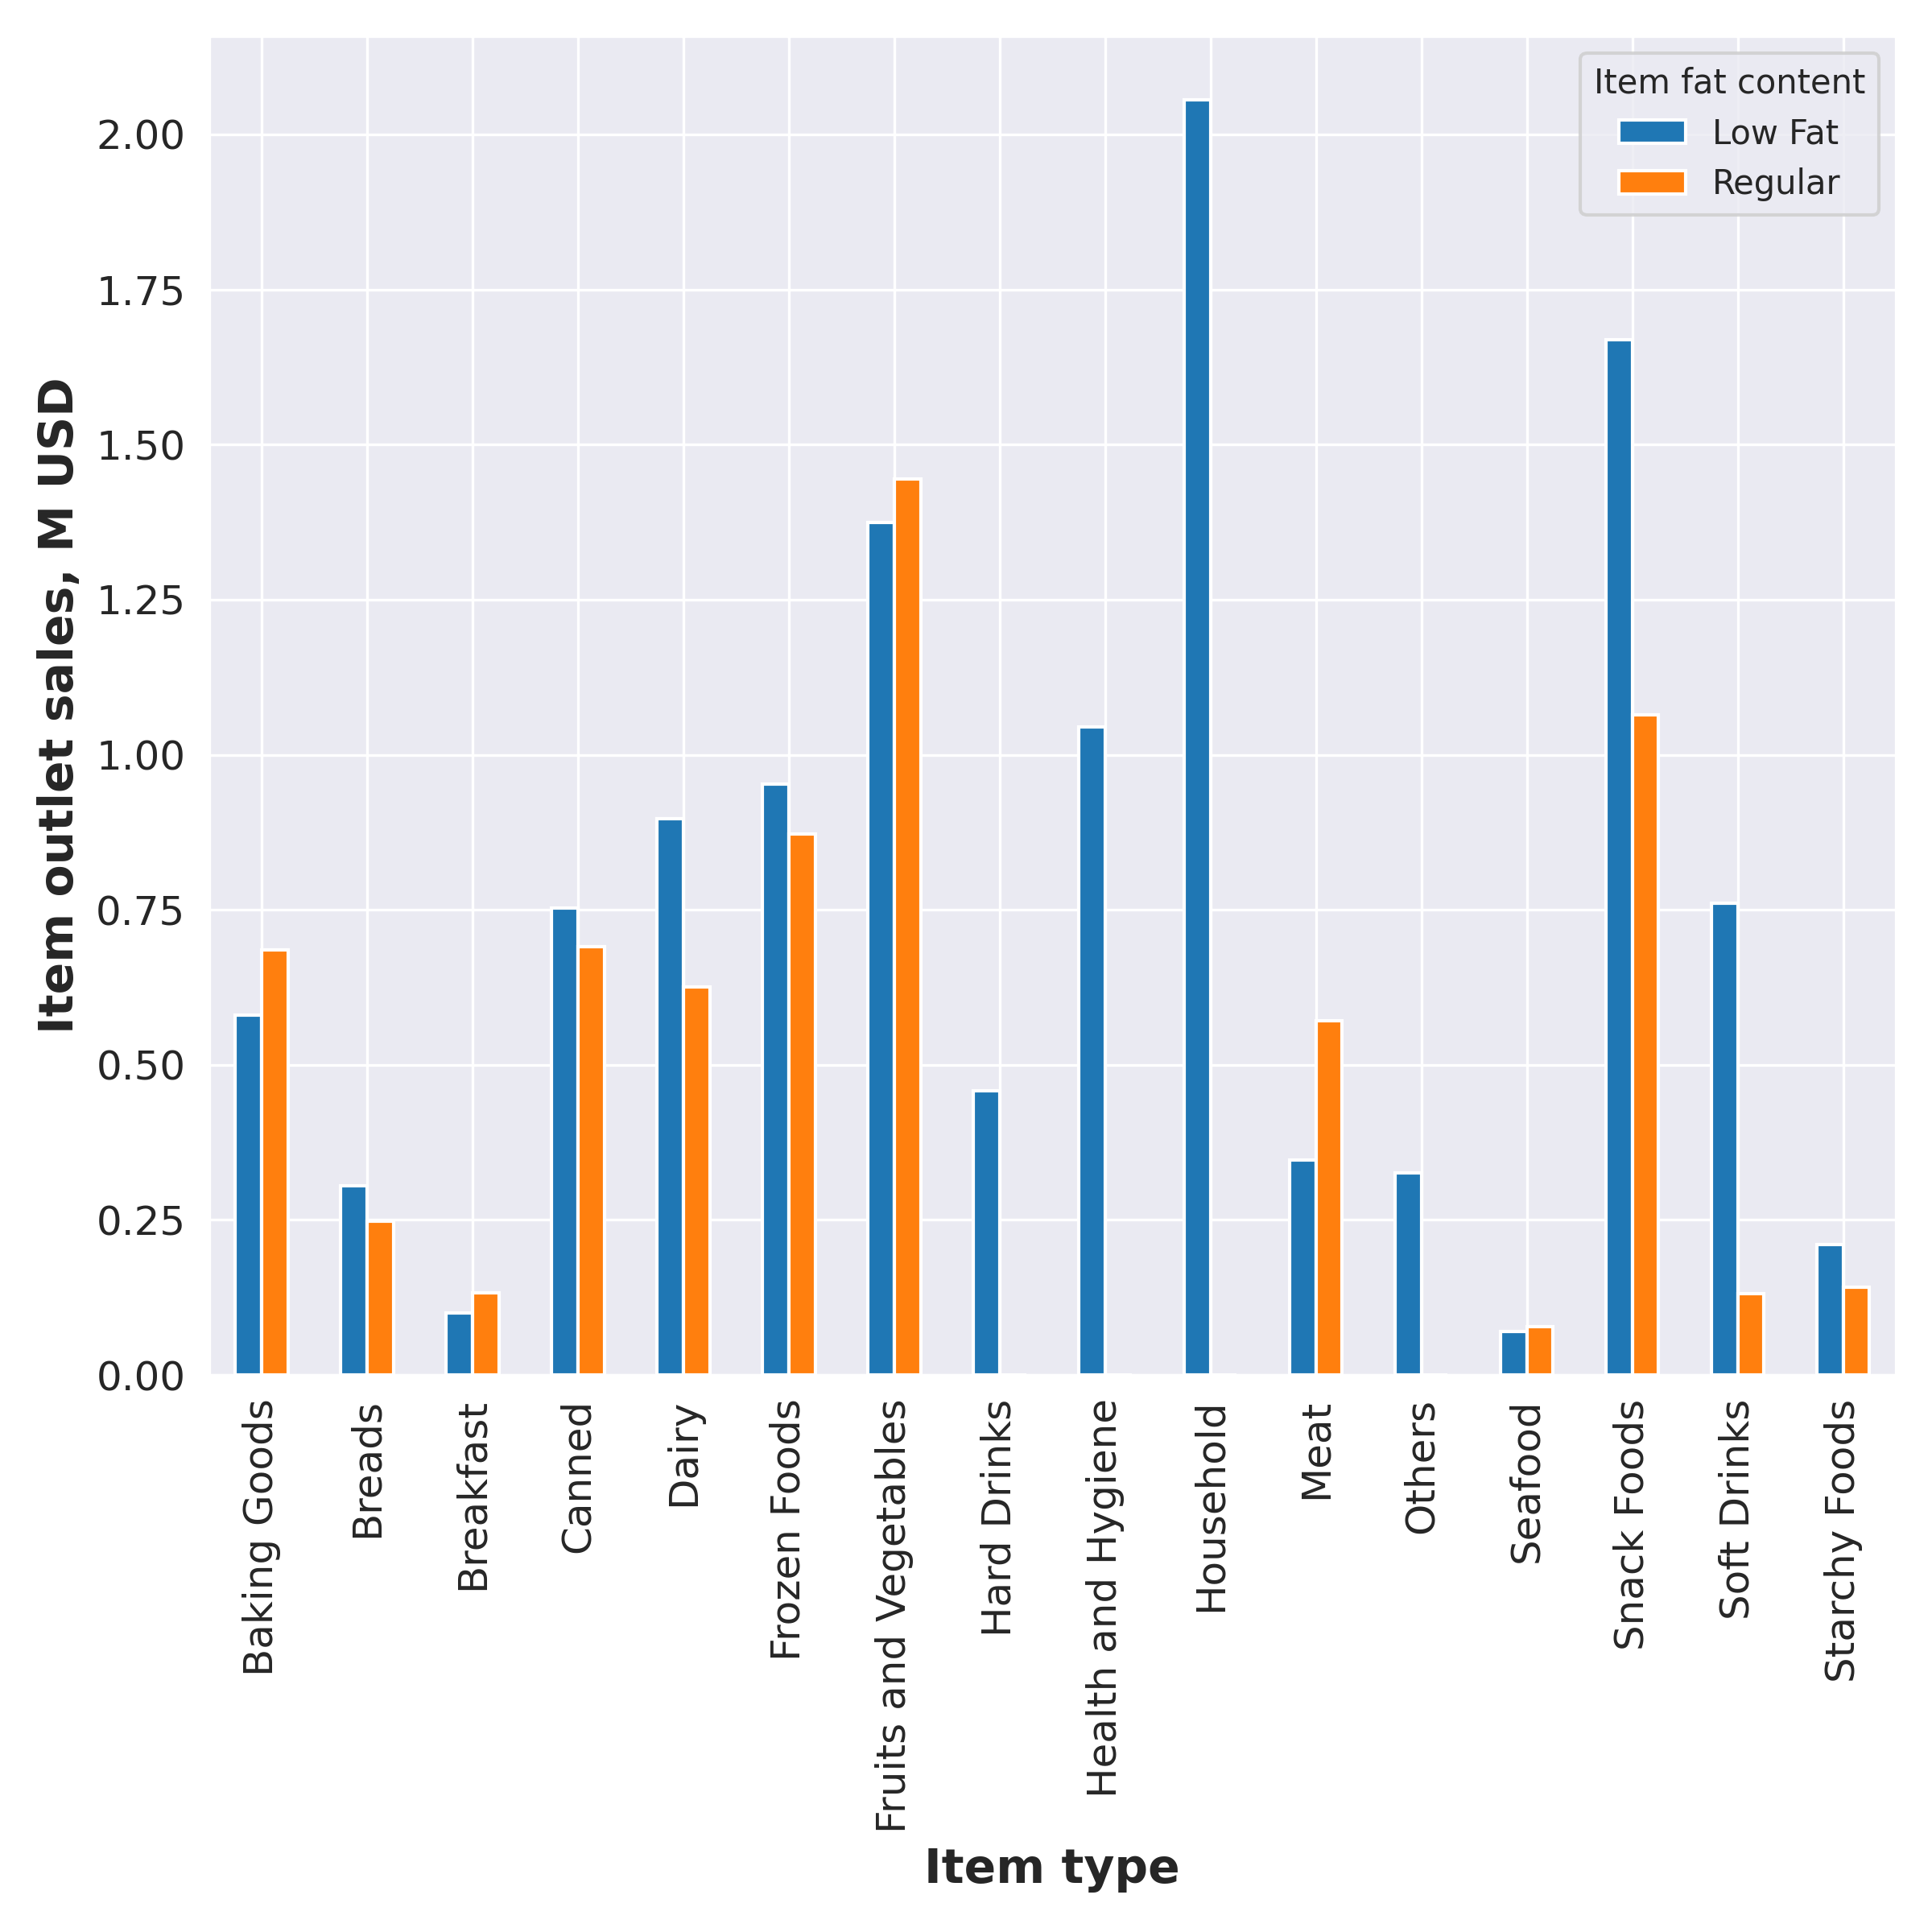 Item fat content
Low Fat
Regular
2.00
1.75
1.50
1.25
1.00
0.75
0.50
0.25
0.00
Item outlet sales, M USD
Baking Goods
Breads
Breakfast
Canned
Dairy
Frozen Foods
Fruits and Vegetables
Hard Drinks
Health and Hygiene
Household
Meat
Others
Seafood
Snack Foods
Soft Drinks
Starchy Foods
Item type